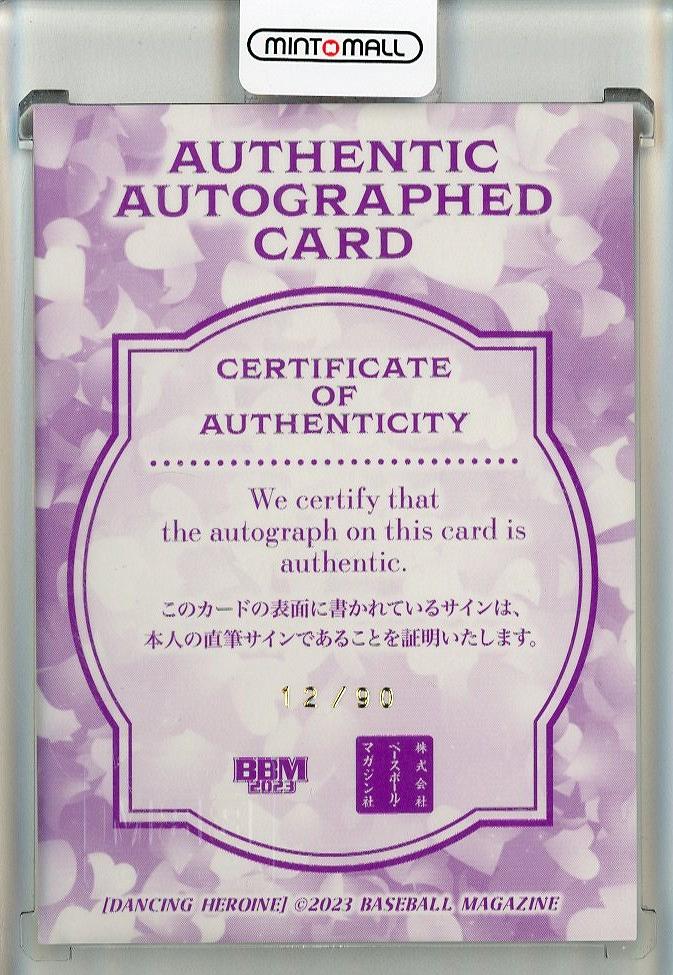 MINT MALL
AUTHENTIC
AUTOGRAPHED
CARD
CERTIFICATE
OF
AUTHENTICITY
We certify that
the autograph on this card is
authentic.
このカードの表面に書かれているサインは、
本人の直筆サインであることを証明いたします。
12/90
BBM
2023
株式会社
ベースボール・
マガジン社
[DANCING HEROINE] ©2023 BASEBALL MAGAZINE